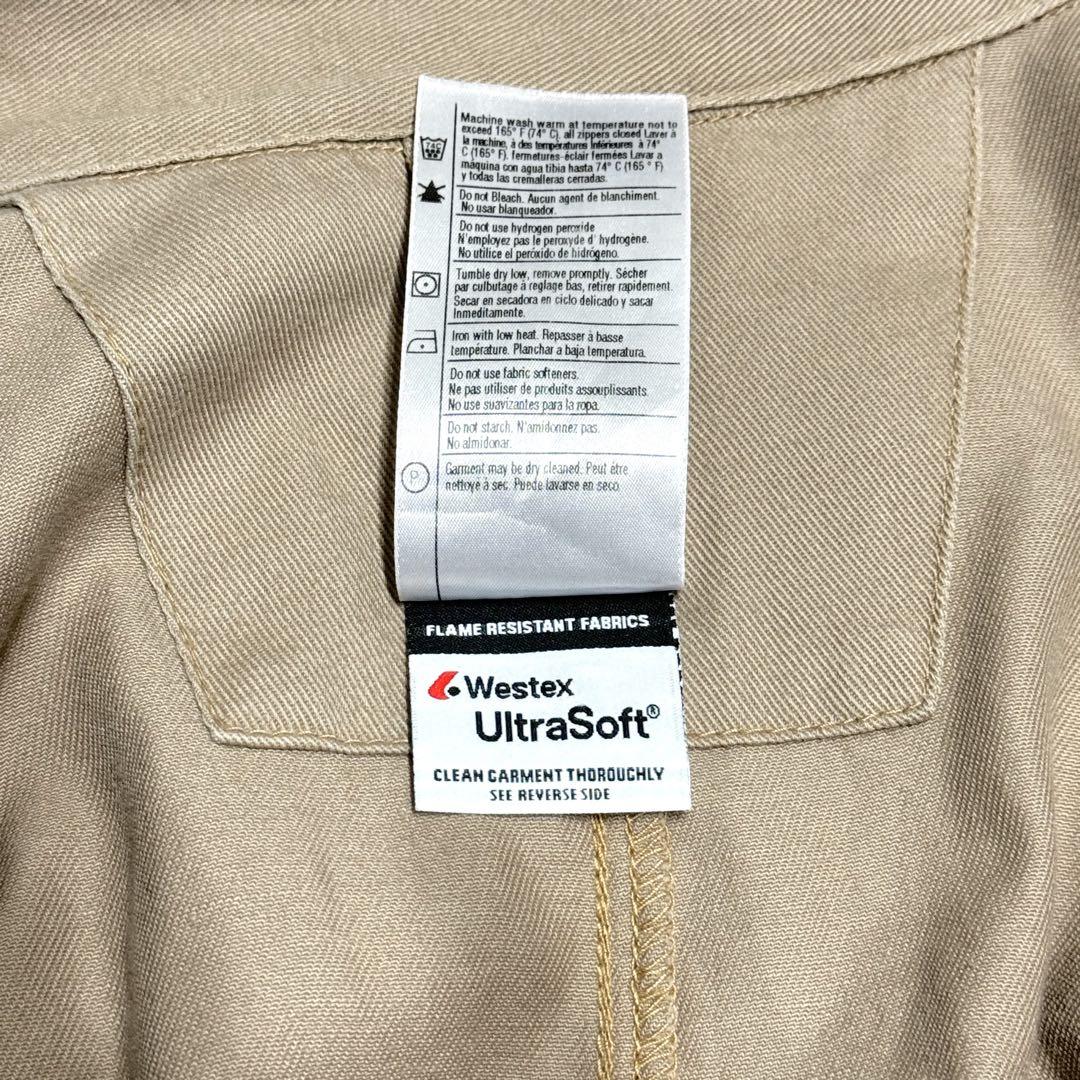 Machine wash warm at temperature not to
exceed 165° F (74° C), all zippers closed Laver à
la machine, à des températures Inférieures à 74°
C (165° F). fermetures-éclair fermées Lavar a
máquina con agua tibia hasta 74° C (165 ° F)
y todas las cremalleras cerradas.
74C
Do not Bleach. Aucun agent de blanchiment.
No usar blanqueador.
Do not use hydrogen peroxide
N'employez pas le peroxyde d' hydrogène.
No utilice el peróxido de hidrógeno.
Tumble dry low, remove promptly. Sécher
par culbutage à reglage bas, retirer rapidement.
Secar en secadora en ciclo delicado y sacar
Inmeditamente.
Iron with low heat. Repasser à basse
température. Planchar a baja temperatura.
Do not use fabric softeners.
Ne pas utiliser de produits assouplissants.
No use suavizantes para la ropa.
Do not starch. N'amidonnez pas.
No almidonar.
P
Garment may be dry cleaned. Peut être
nettoyé à sec. Puede lavarse en seco.
FLAME RESISTANT FABRICS
Westex
UltraSoft®
CLEAN GARMENT THOROUGHLY
SEE REVERSE SIDE